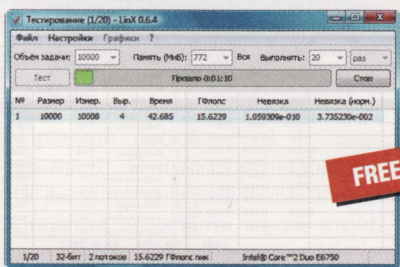 Тестирование (1/20) - LinX 0.6.4
Файл Настройки Графики ?
Объём задачи: 10000 Память (МиБ): 772 Вся Выполнять: 20 раз
Тест Прошло 0:01:10 Стоп
№ Размер Измер. Выр. Время ГФлопс Невязка Невязка (норм.)
1 10000 10008 4 42.685 15.6229 1.059309e-010 3.735230e-002
FREE
1/20 32-бит 2 потоков 15.6229 ГФлопс пик Intel® Core™2 Duo E6750